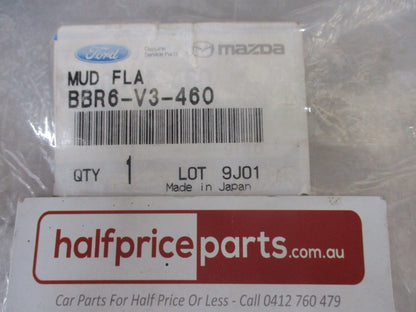 Ford Genuine Service Parts mazda
MUD FLA
BBR6-V3-460
QTY 1 LOT 9J01
Made in Japan
halfpriceparts.com.au
Car Parts For Half Price Or Less - Call 0412 760 479